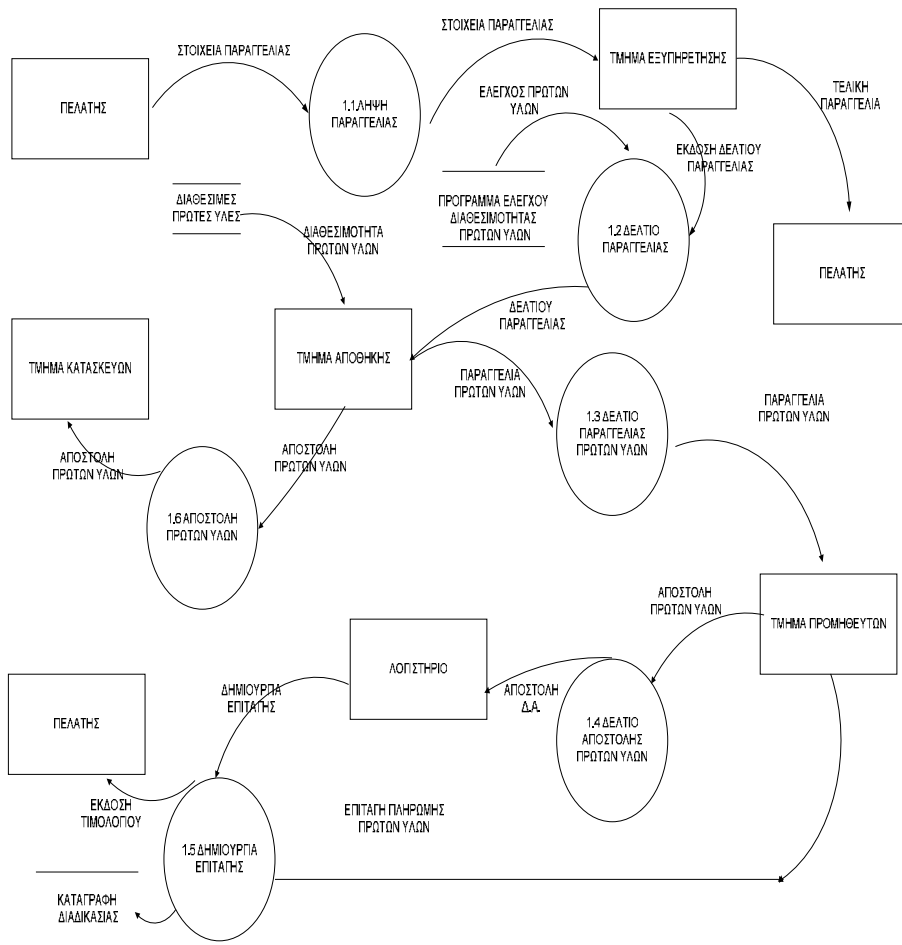 ΣΤΟΙΧΕΙΑ ΠΑΡΑΓΓΕΛΙΑΣ
ΣΤΟΙΧΕΙΑ ΠΑΡΑΓΓΕΛΙΑΣ
ΠΕΛΑΤΗΣ
1.1 ΛΗΨΗ
ΠΑΡΑΓΓΕΛΙΑΣ
ΤΜΗΜΑ ΕΞΥΠΗΡΕΤΗΣΗΣ
ΕΛΕΓΧΟΣ ΠΡΩΤΩΝ
ΥΛΩΝ
ΤΕΛΙΚΗ
ΠΑΡΑΓΓΕΛΙΑ
ΕΚΔΟΣΗ ΔΕΛΤΙΟΥ
ΠΑΡΑΓΓΕΛΙΑΣ
ΔΙΑΘΕΣΙΜΕΣ
ΠΡΩΤΕΣ ΥΛΕΣ
ΔΙΑΘΕΣΙΜΟΤΗΤΑ
ΠΡΩΤΩΝ ΥΛΩΝ
ΠΡΟΓΡΑΜΜΑ ΕΛΕΓΧΟΥ
ΔΙΑΘΕΣΙΜΟΤΗΤΑΣ
ΠΡΩΤΩΝ ΥΛΩΝ
1.2 ΔΕΛΤΙΟ
ΠΑΡΑΓΓΕΛΙΑΣ
ΠΕΛΑΤΗΣ
ΔΕΛΤΙΟΥ
ΠΑΡΑΓΓΕΛΙΑΣ
ΤΜΗΜΑ ΚΑΤΑΣΚΕΥΩΝ
ΤΜΗΜΑ ΑΠΟΘΗΚΗΣ
ΠΑΡΑΓΓΕΛΙΑ
ΠΡΩΤΩΝ ΥΛΩΝ
1.3 ΔΕΛΤΙΟ
ΠΑΡΑΓΓΕΛΙΑΣ
ΠΡΩΤΩΝ ΥΛΩΝ
ΠΑΡΑΓΓΕΛΙΑ
ΠΡΩΤΩΝ ΥΛΩΝ
ΑΠΟΣΤΟΛΗ
ΠΡΩΤΩΝ ΥΛΩΝ
ΑΠΟΣΤΟΛΗ
ΠΡΩΤΩΝ ΥΛΩΝ
1.6 ΑΠΟΣΤΟΛΗ
ΠΡΩΤΩΝ ΥΛΩΝ
ΑΠΟΣΤΟΛΗ
ΠΡΩΤΩΝ ΥΛΩΝ
ΤΜΗΜΑ ΠΡΟΜΗΘΕΥΤΩΝ
ΛΟΓΙΣΤΗΡΙΟ
ΑΠΟΣΤΟΛΗ
Δ.Α.
1.4 ΔΕΛΤΙΟ
ΑΠΟΣΤΟΛΗΣ
ΠΡΩΤΩΝ ΥΛΩΝ
ΔΗΜΙΟΥΡΓΙΑ
ΕΠΙΤΑΓΗΣ
ΠΕΛΑΤΗΣ
ΕΚΔΟΣΗ
ΤΙΜΟΛΟΓΙΟΥ
ΕΠΙΤΑΓΗ ΠΛΗΡΩΜΗΣ
ΠΡΩΤΩΝ ΥΛΩΝ
1.5 ΔΗΜΙΟΥΡΓΙΑ
ΕΠΙΤΑΓΗΣ
ΚΑΤΑΓΡΑΦΗ
ΔΙΑΔΙΚΑΣΙΑΣ